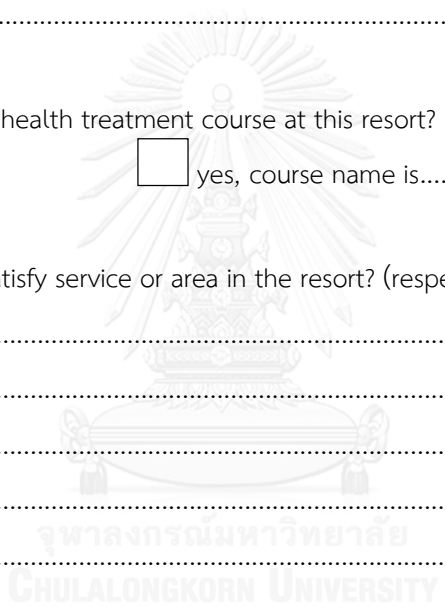 ................................................................
health treatment course at this resort?
yes, course name is....
tisfy service or area in the resort? (respe
................................................................
................................................................
................................................................
................................................................
จุฬาลงกรณ์มหาวิทยาลัย
................................................................
CHULALONGKORN UNIVERSITY